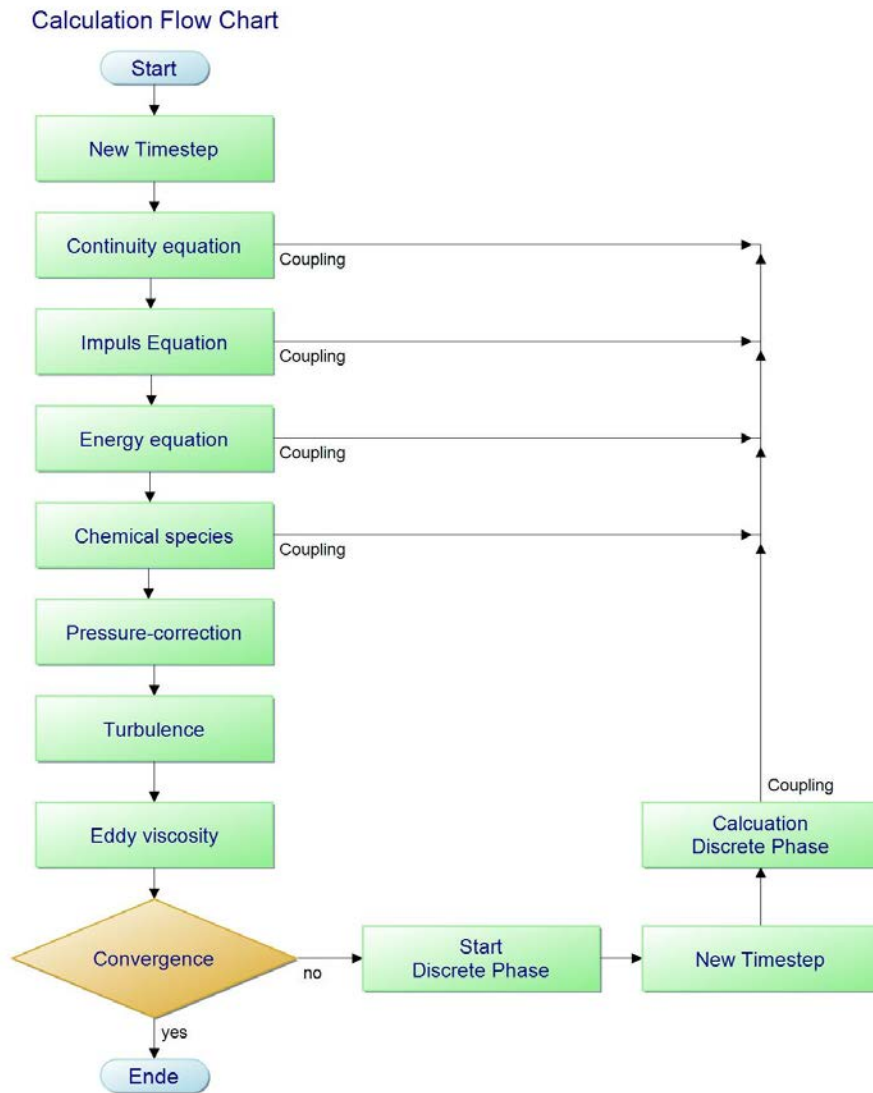 Calculation Flow Chart
Start
New Timestep
Continuity equation
Coupling
Impuls Equation
Coupling
Energy equation
Coupling
Chemical species
Coupling
Pressure-correction
Turbulence
Eddy viscosity
Convergence
no
yes
Ende
Start
Discrete Phase
New Timestep
Calcuation
Discrete Phase
Coupling